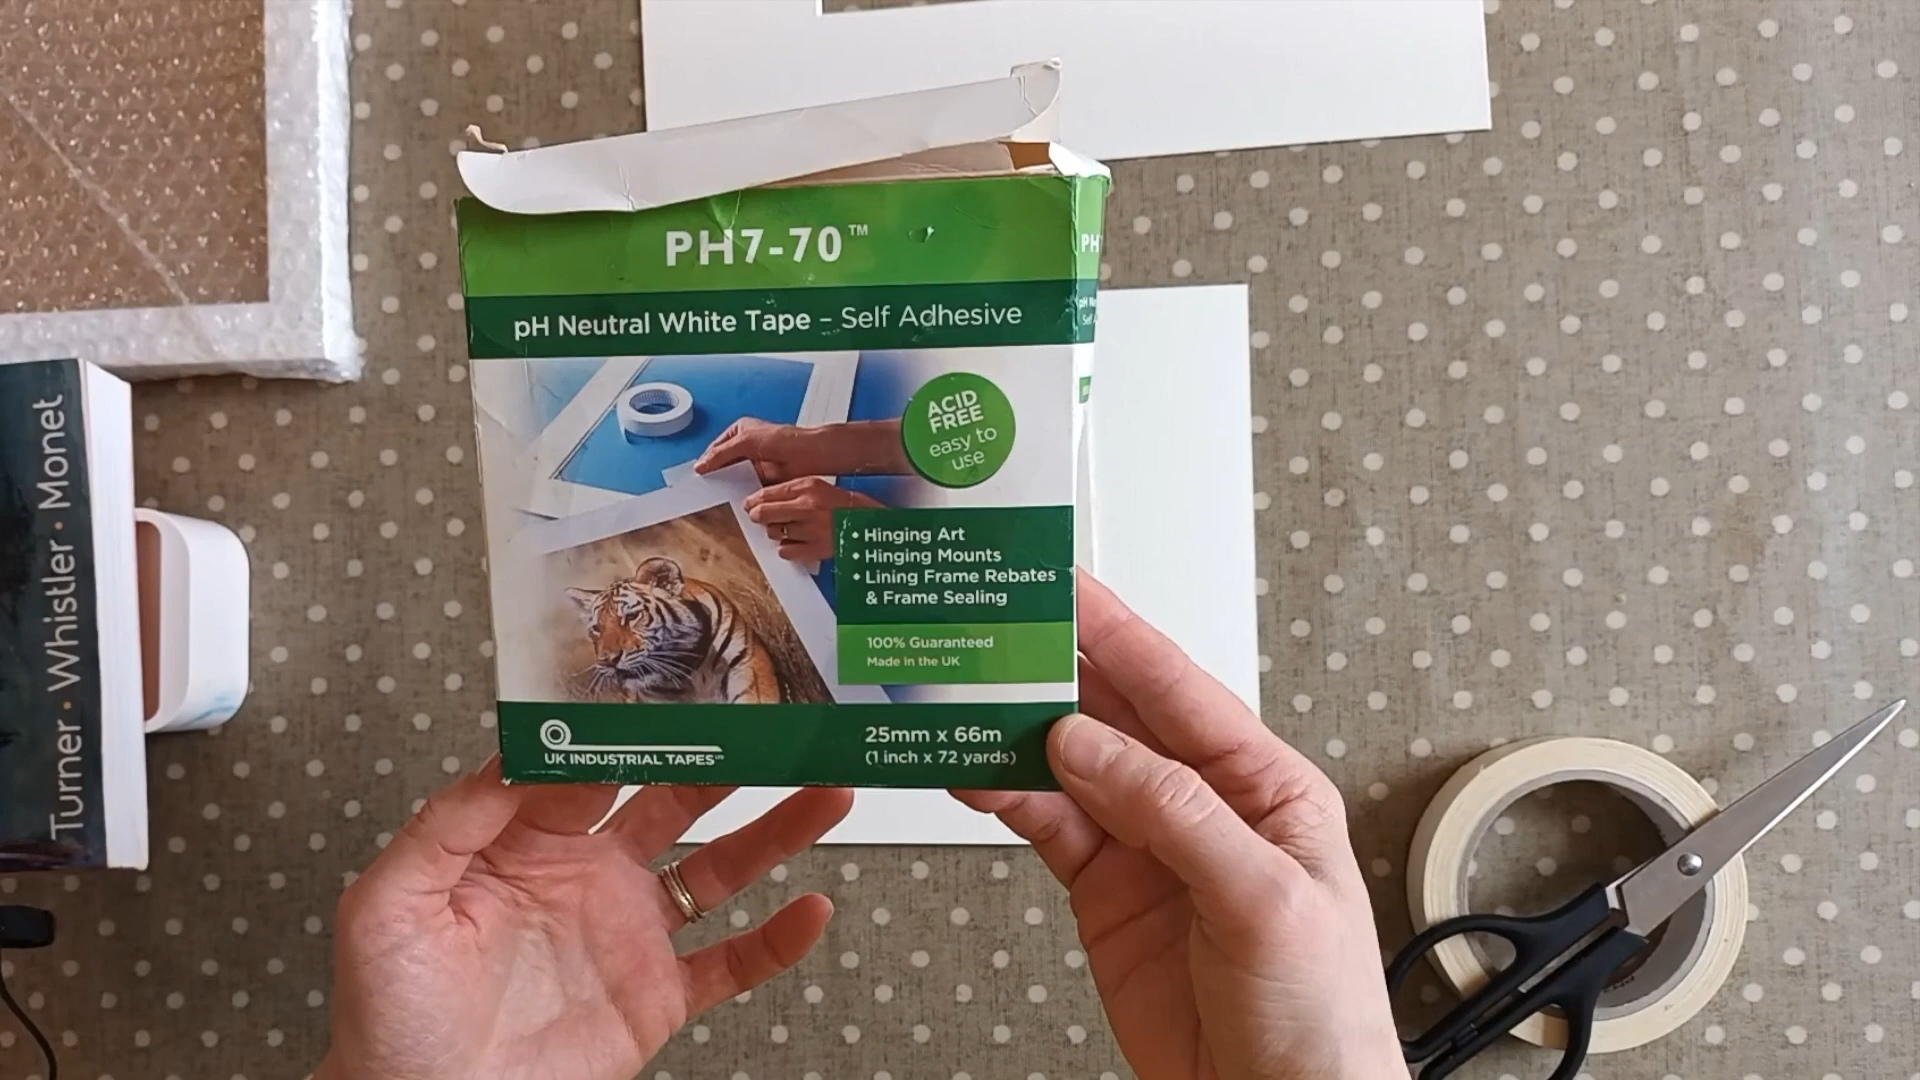 PH7-70™
pH Neutral White Tape – Self Adhesive
ACID
FREE
easy to
use
• Hinging Art
• Hinging Mounts
• Lining Frame Rebates
& Frame Sealing
100% Guaranteed
Made in the UK
UK INDUSTRIAL TAPES
25mm x 66m
(1 inch x 72 yards)
PH
pH
Turner • Whistler • Monet